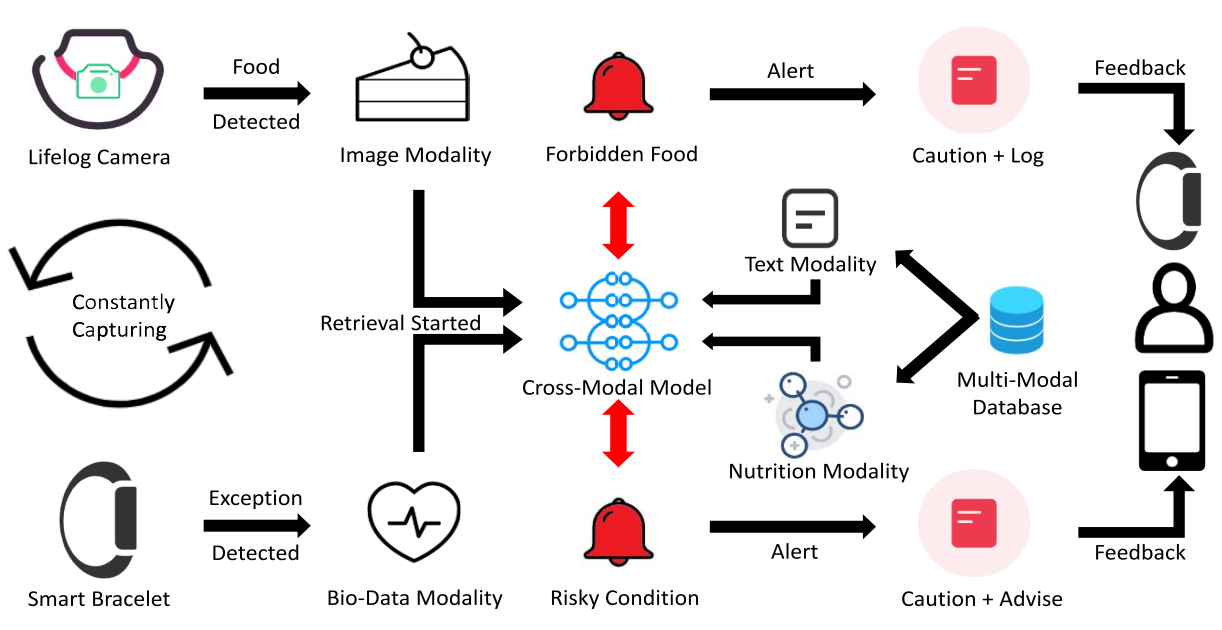 Food
Detected
Lifelog Camera
Image Modality
Forbidden Food
Alert
Caution + Log
Feedback
Constantly
Capturing
Retrieval Started
Cross-Modal Model
Text Modality
Nutrition Modality
Multi-Modal
Database
Exception
Detected
Smart Bracelet
Bio-Data Modality
Risky Condition
Alert
Caution + Advise
Feedback